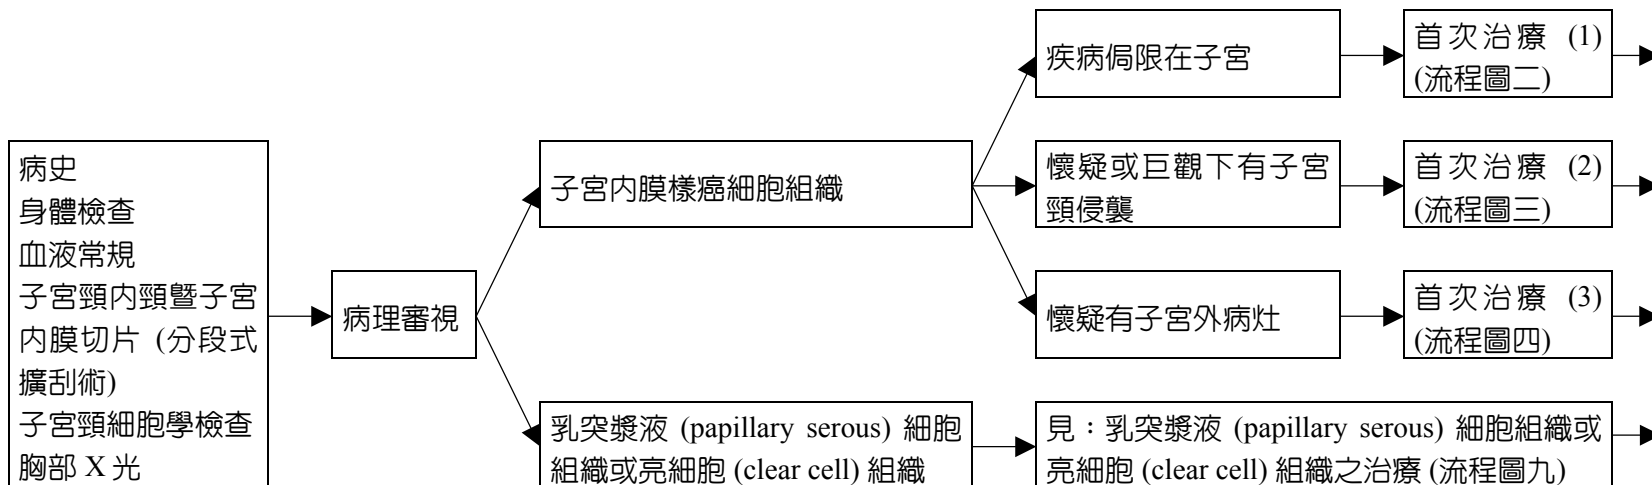 病史
身體檢查
血液常規
子宮頸內頸暨子宮
內膜切片 (分段式
擴刮術)
子宮頸細胞學檢查
胸部 X 光
病理審視
子宮內膜樣癌細胞組織
乳突漿液 (papillary serous) 細胞
組織或亮細胞 (clear cell) 組織
疾病侷限在子宮
懷疑或巨觀下有子宮
頸侵襲
懷疑有子宮外病灶
見：乳突漿液 (papillary serous) 細胞組織或
亮細胞 (clear cell) 組織之治療 (流程圖九)
首次治療 (1)
(流程圖二)
首次治療 (2)
(流程圖三)
首次治療 (3)
(流程圖四)